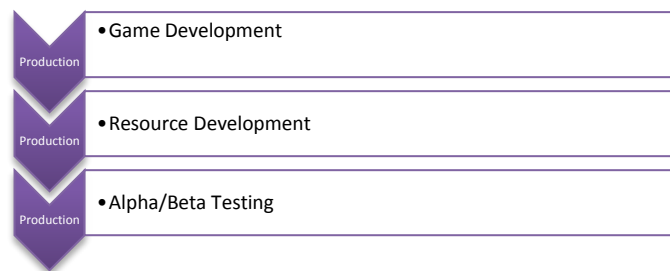 Production
•Game Development
Production
•Resource Development
Production
•Alpha/Beta Testing